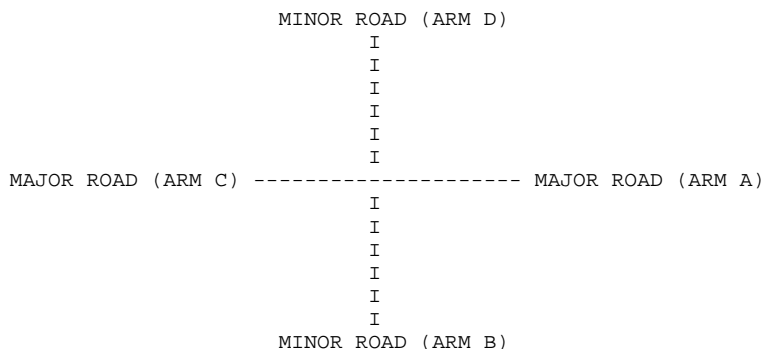 MINOR ROAD (ARM D)
I
I
I
I
I
I
MAJOR ROAD (ARM C) --------------------- MAJOR ROAD (ARM A)
I
I
I
I
I
I
MINOR ROAD (ARM B)